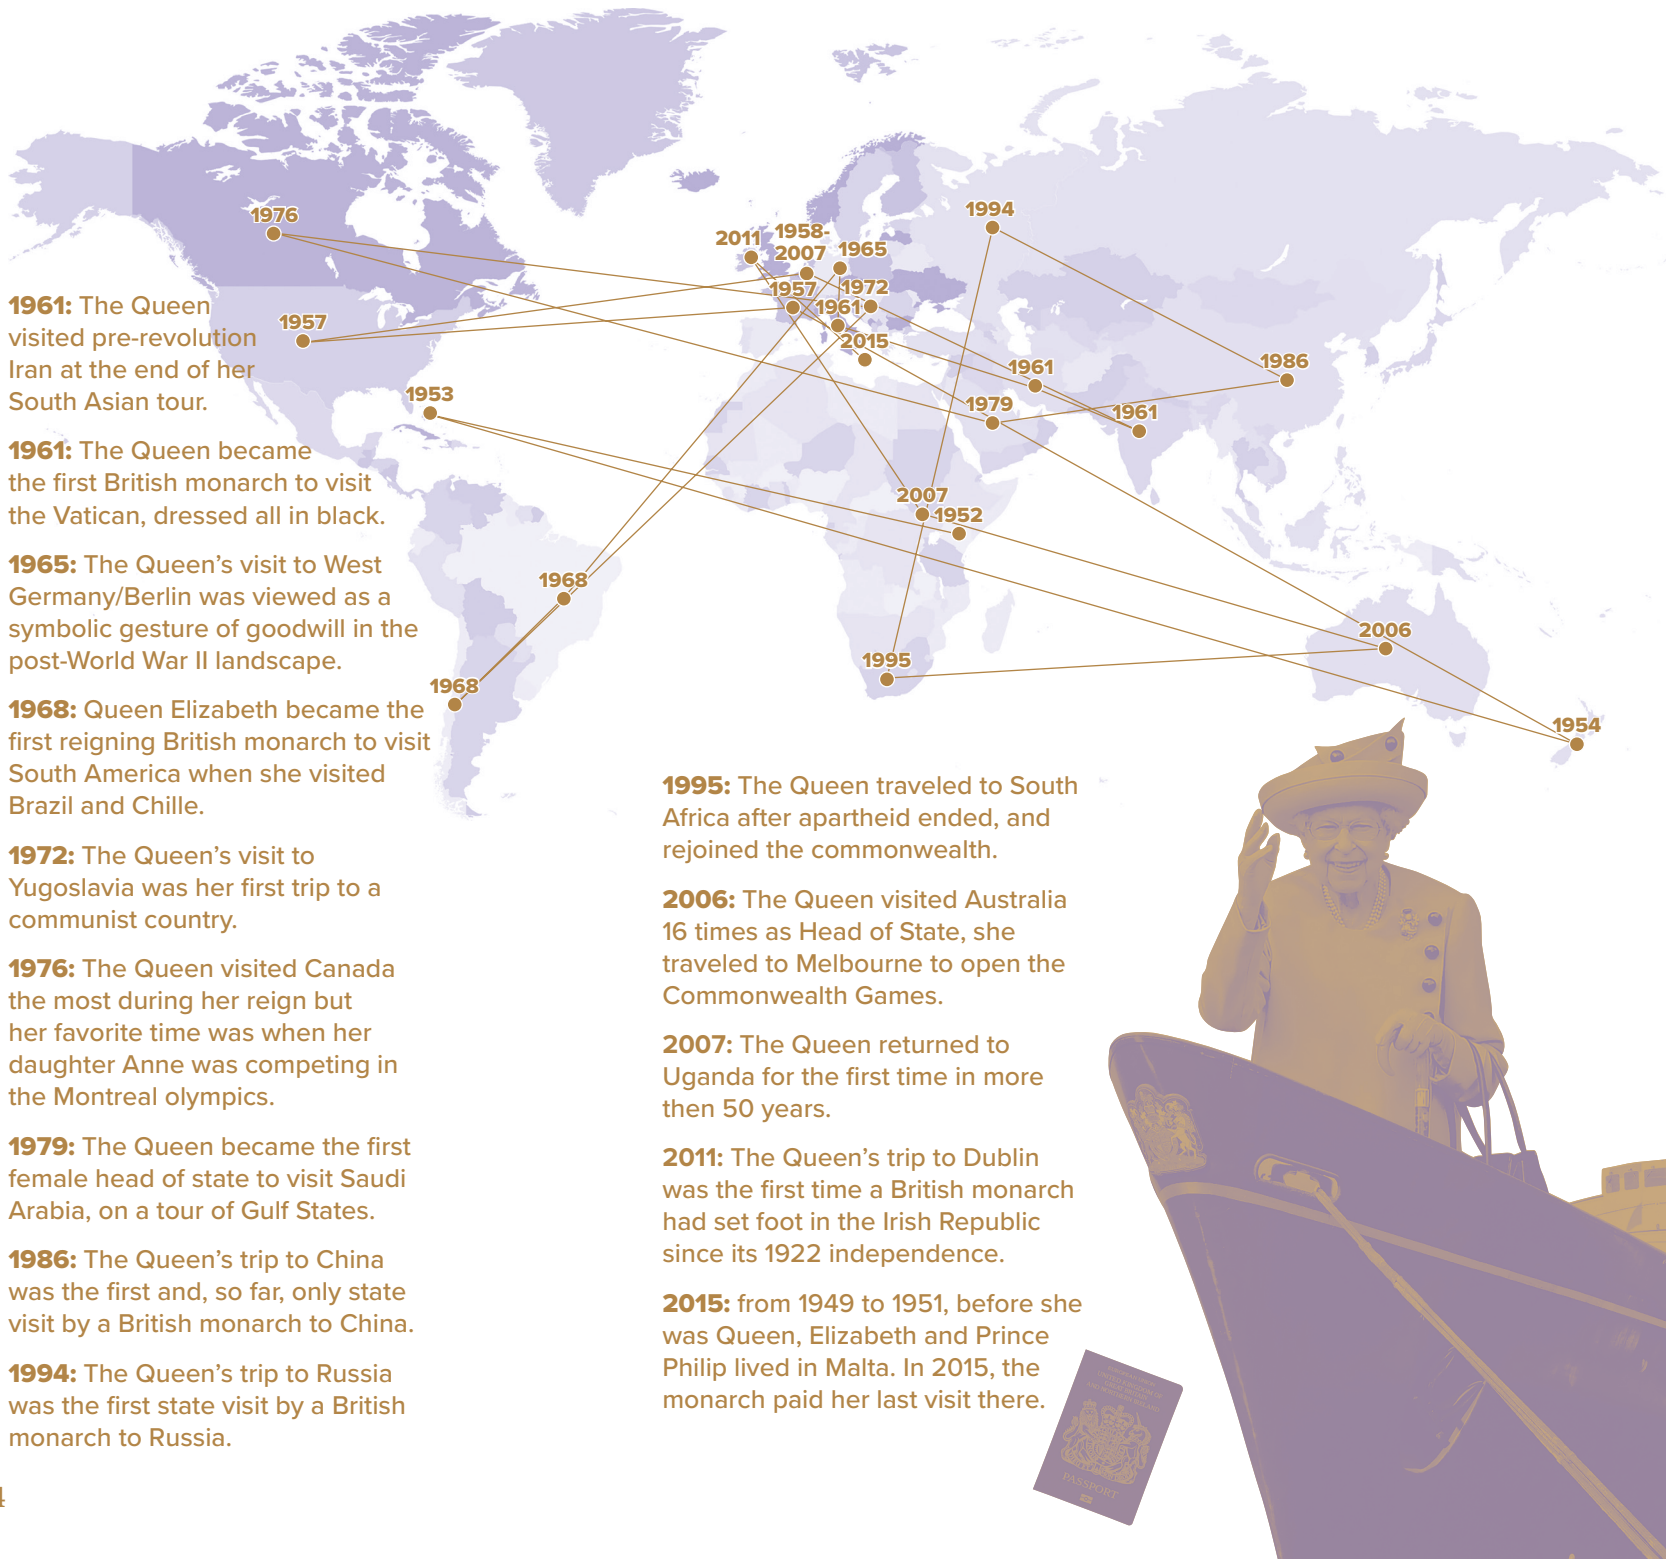 1976
1994
2011
1958-
2007
1965
1957
1972
1957
1961
2015
1961
1986
1953
1979
1961
2007
1952
1968
1995
2006
1968
1954
1961: The Queen
visited pre-revolution
Iran at the end of her
South Asian tour.
1961: The Queen became
the first British monarch to visit
the Vatican, dressed all in black.
1965: The Queen’s visit to West
Germany/Berlin was viewed as a
symbolic gesture of goodwill in the
post-World War II landscape.
1968: Queen Elizabeth became the
first reigning British monarch to visit
South America when she visited
Brazil and Chille.
1972: The Queen’s visit to
Yugoslavia was her first trip to a
communist country.
1976: The Queen visited Canada
the most during her reign but
her favorite time was when her
daughter Anne was competing in
the Montreal olympics.
1979: The Queen became the first
female head of state to visit Saudi
Arabia, on a tour of Gulf States.
1986: The Queen’s trip to China
was the first and, so far, only state
visit by a British monarch to China.
1994: The Queen’s trip to Russia
was the first state visit by a British
monarch to Russia.
1995: The Queen traveled to South
Africa after apartheid ended, and
rejoined the commonwealth.
2006: The Queen visited Australia
16 times as Head of State, she
traveled to Melbourne to open the
Commonwealth Games.
2007: The Queen returned to
Uganda for the first time in more
then 50 years.
2011: The Queen’s trip to Dublin
was the first time a British monarch
had set foot in the Irish Republic
since its 1922 independence.
2015: from 1949 to 1951, before she
was Queen, Elizabeth and Prince
Philip lived in Malta. In 2015, the
monarch paid her last visit there.
PASSPORT
4